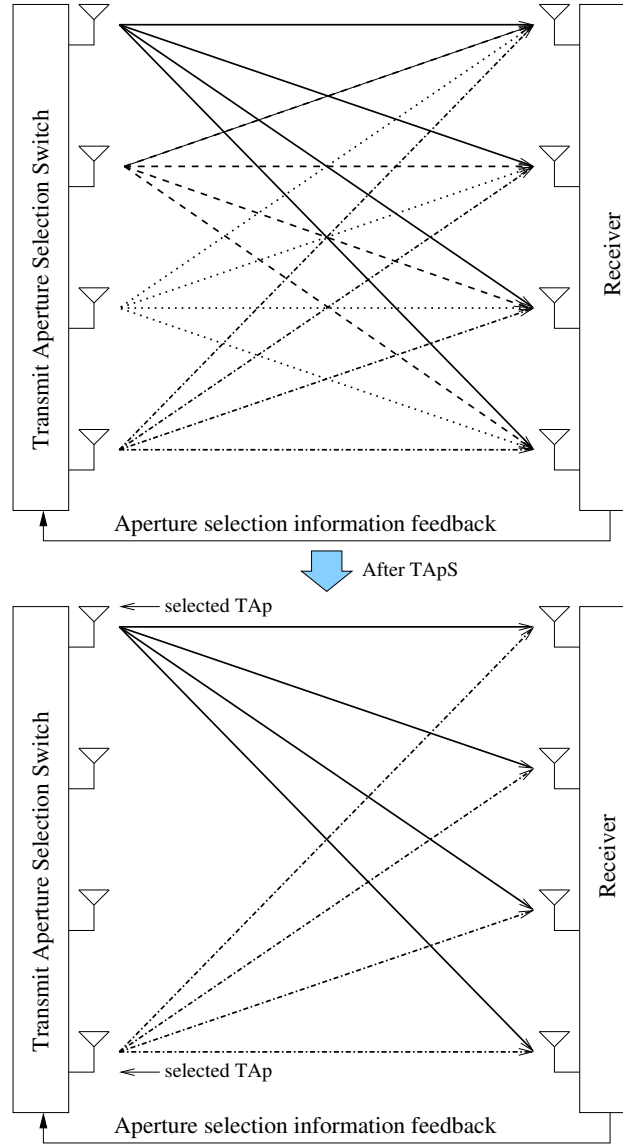 Transmit Aperture Selection Switch
Receiver
Aperture selection information feedback
After TApS
selected TAp
Transmit Aperture Selection Switch
Receiver
selected TAp
Aperture selection information feedback